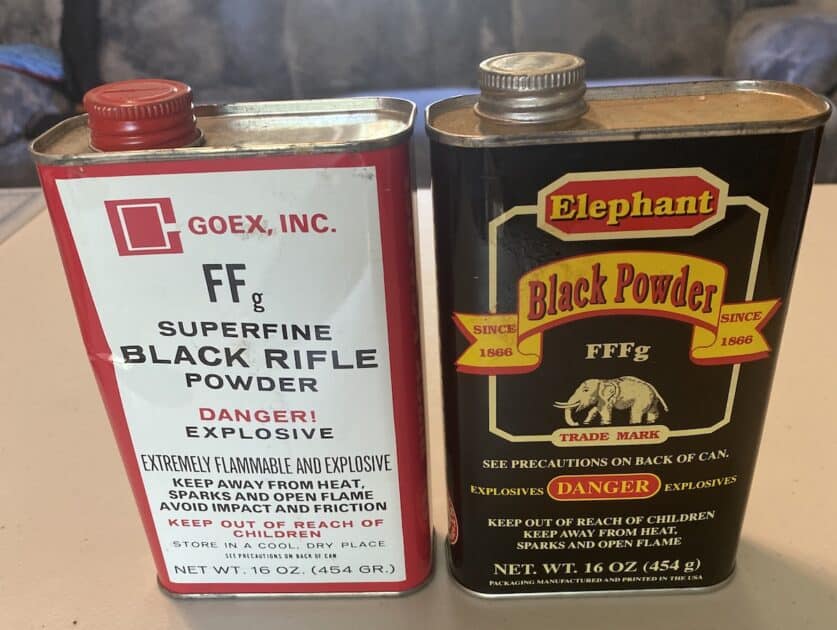 GOEX, INC.
FFg
SUPERFINE
BLACK RIFLE
POWDER
DANGER!
EXPLOSIVE
EXTREMELY FLAMMABLE AND EXPLOSIVE
KEEP AWAY FROM HEAT,
SPARKS AND OPEN FLAME
AVOID IMPACT AND FRICTION
KEEP OUT OF REACH OF
CHILDREN
STORE IN A COOL, DRY PLACE
SEE PRECAUTIONS ON BACK OF CAN
NET WT. 16 OZ. (454 GR.)
Elephant
Black Powder
SINCE
1866
SINCE
1866
FFFg
TRADE MARK
SEE PRECAUTIONS ON BACK OF CAN.
EXPLOSIVES DANGER EXPLOSIVES
KEEP OUT OF REACH OF CHILDREN
KEEP AWAY FROM HEAT,
SPARKS AND OPEN FLAME
NET. WT. 16 OZ (454 g)
PACKAGING MANUFACTURED AND PRINTED IN THE USA